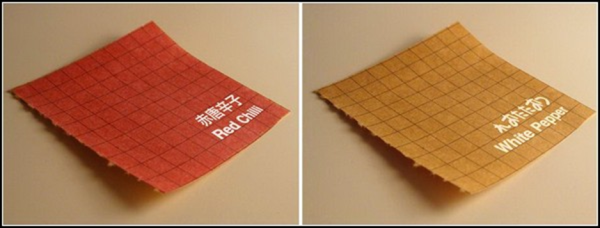 赤唐辛子
Red Chilli
White Pepper